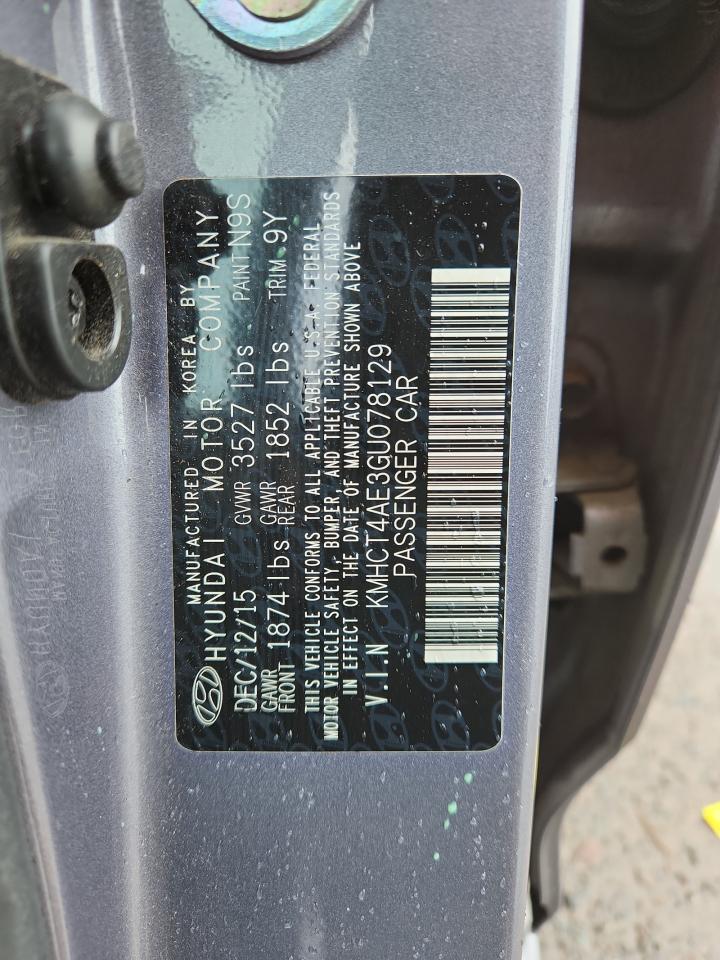 MANUFACTURED IN KOREA BY
HYUNDAI MOTOR COMPANY
DEC/12/15 GVWR 3527 lbs PAINT N9S
GAWR FRONT 1874 lbs GAWR REAR 1852 lbs TRIM 9Y
THIS VEHICLE CONFORMS TO ALL APPLICABLE U.S.A. FEDERAL
MOTOR VEHICLE SAFETY, BUMPER, AND THEFT PREVENTION STANDARDS
IN EFFECT ON THE DATE OF MANUFACTURE SHOWN ABOVE
V.I.N KMHCT4AE3GU078129
PASSENGER CAR